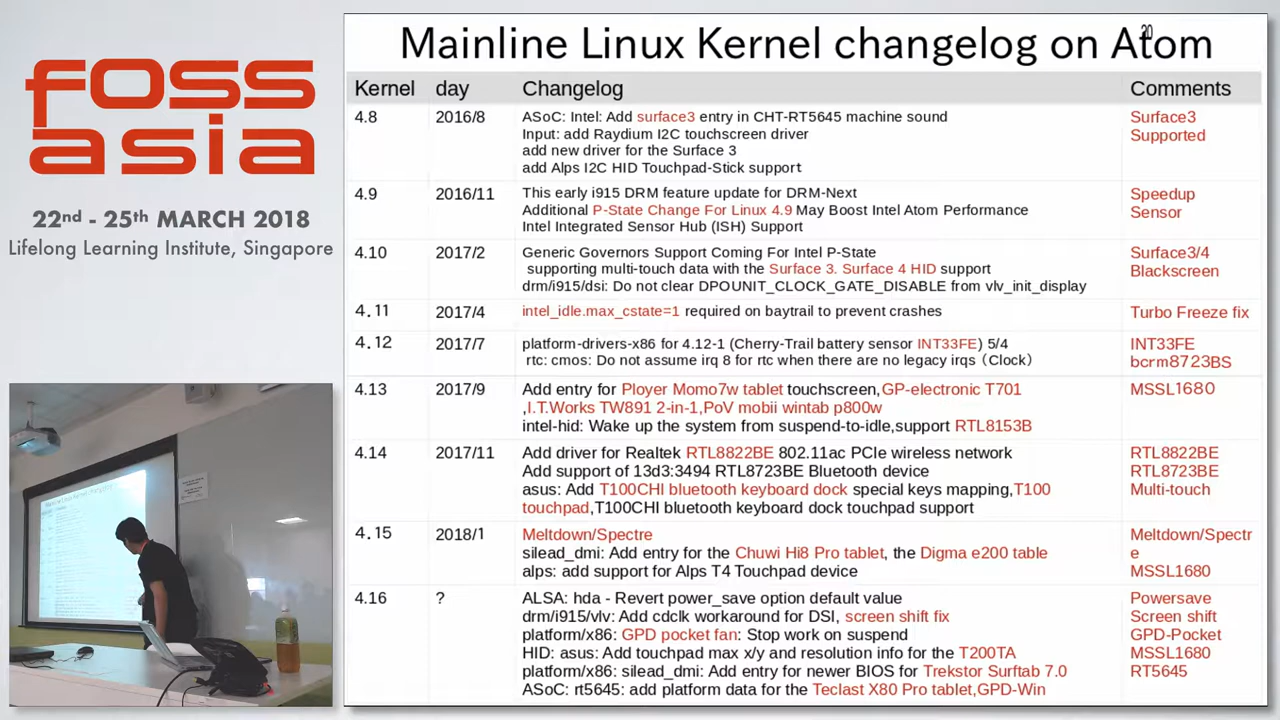 foss
asia
22nd - 25th MARCH 2018
Lifelong Learning Institute, Singapore
Mainline Linux Kernel changelog on Atom
20
Kernel day Changelog Comments
4.8 2016/8 ASoC: Intel: Add surface3 entry in CHT-RT5645 machine sound Surface3
Input: add Raydium I2C touchscreen driver Supported
add new driver for the Surface 3
add Alps I2C HID Touchpad-Stick support
4.9 2016/11 This early i915 DRM feature update for DRM-Next Speedup
Additional P-State Change For Linux 4.9 May Boost Intel Atom Performance Sensor
Intel Integrated Sensor Hub (ISH) Support
4.10 2017/2 Generic Governors Support Coming For Intel P-State Surface3/4
supporting multi-touch data with the Surface 3. Surface 4 HID support Blackscreen
drm/i915/dsi: Do not clear DPOUNIT_CLOCK_GATE_DISABLE from vlv_init_display
4.11 2017/4 intel_idle.max_cstate=1 required on baytrail to prevent crashes Turbo Freeze fix
4.12 2017/7 platform-drivers-x86 for 4.12-1 (Cherry-Trail battery sensor INT33FE) 5/4 INT33FE
rtc: cmos: Do not assume irq 8 for rtc when there are no legacy irqs (Clock) bcrm8723BS
4.13 2017/9 Add entry for Ployer Momo7w tablet touchscreen,GP-electronic T701 MSSL1680
,I.T.Works TW891 2-in-1,PoV mobii wintab p800w
intel-hid: Wake up the system from suspend-to-idle,support RTL8153B
4.14 2017/11 Add driver for Realtek RTL8822BE 802.11ac PCIe wireless network RTL8822BE
Add support of 13d3:3494 RTL8723BE Bluetooth device RTL8723BE
asus: Add T100CHI bluetooth keyboard dock special keys mapping,T100 Multi-touch
touchpad,T100CHI bluetooth keyboard dock touchpad support
4.15 2018/1 Meltdown/Spectre Meltdown/Spectr
silead_dmi: Add entry for the Chuwi Hi8 Pro tablet, the Digma e200 table e
alps: add support for Alps T4 Touchpad device MSSL1680
4.16 ? ALSA: hda - Revert power_save option default value Powersave
drm/i915/vlv: Add cdclk workaround for DSI, screen shift fix Screen shift
platform/x86: GPD pocket fan: Stop work on suspend GPD-Pocket
HID: asus: Add touchpad max x/y and resolution info for the T200TA MSSL1680
platform/x86: silead_dmi: Add entry for newer BIOS for Trekstor Surftab 7.0 RT5645
ASoC: rt5645: add platform data for the Teclast X80 Pro tablet,GPD-Win